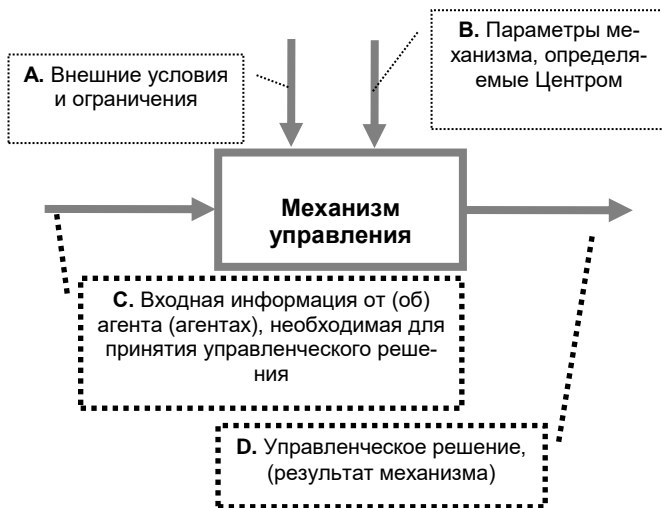 A. Внешние условия
и ограничения
B. Параметры ме-
ханизма, определя-
емые Центром
Механизм
управления
C. Входная информация от (об)
агента (агентах), необходимая для
принятия управленческого реше-
ния
D. Управленческое решение,
(результат механизма)